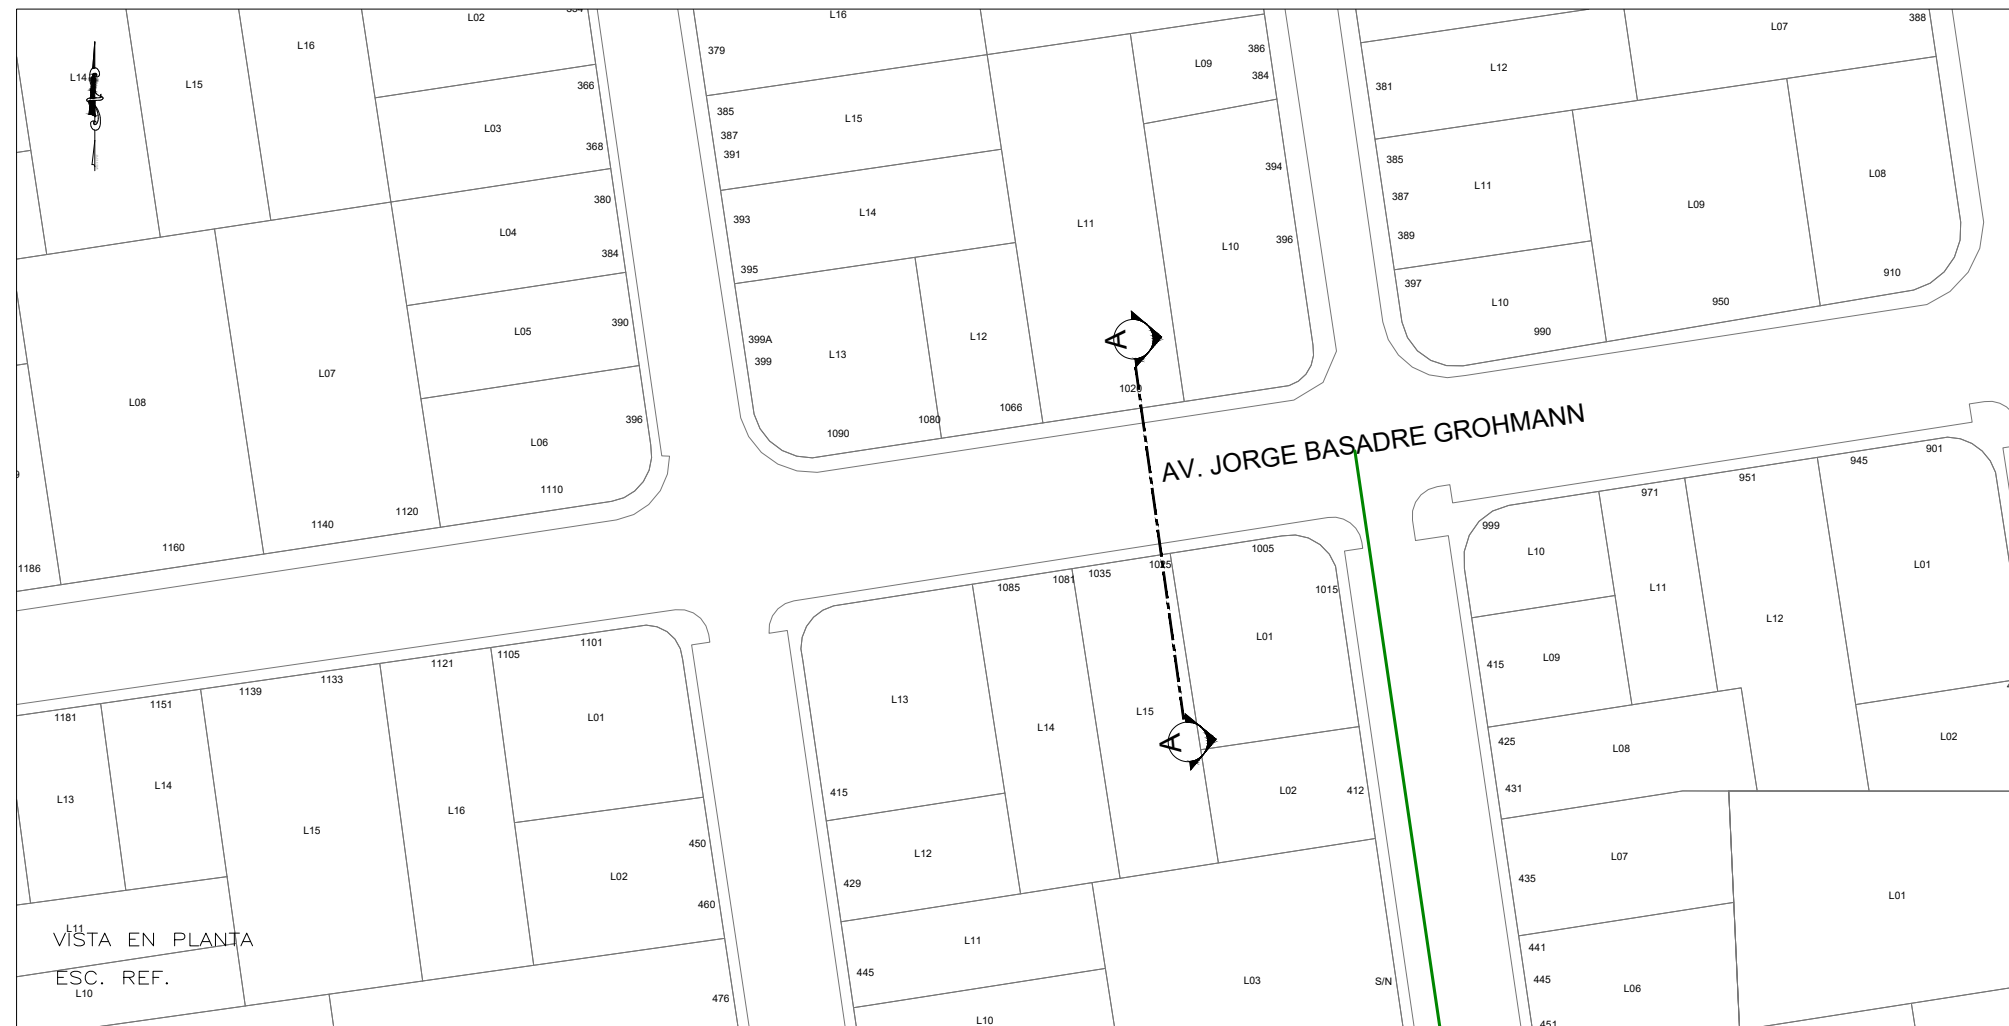 L02
L16
L16
L07
388
379
386
L14
L15
366
L09
384
L12
381
385
L15
L03
387
368
391
394
385
L11
L08
387
380
393
L14
L11
L09
L04
396
389
384
395
L10
397
910
L10
950
L05
390
990
399A
L12
399
L13
A
L07
L08
1020
1066
1080
396
1090
L06
AV. JORGE BASADRE GROHMANN
901
945
951
971
1110
1120
1140
999
1160
1005
L10
1186
1025
L01
1035
1081
1085
1015
L11
L12
L01
1101
1105
1121
L09
415
1133
1139
1151
L13
L15
1181
L01
L14
A
425
L08
L02
L14
431
L02
412
415
L13
L16
L15
450
L12
L07
L02
435
429
L01
460
L11
VISTA EN PLANTA
L11
441
445
ESC. REF.
L03
S/N
445
L06
L10
476
L10
451